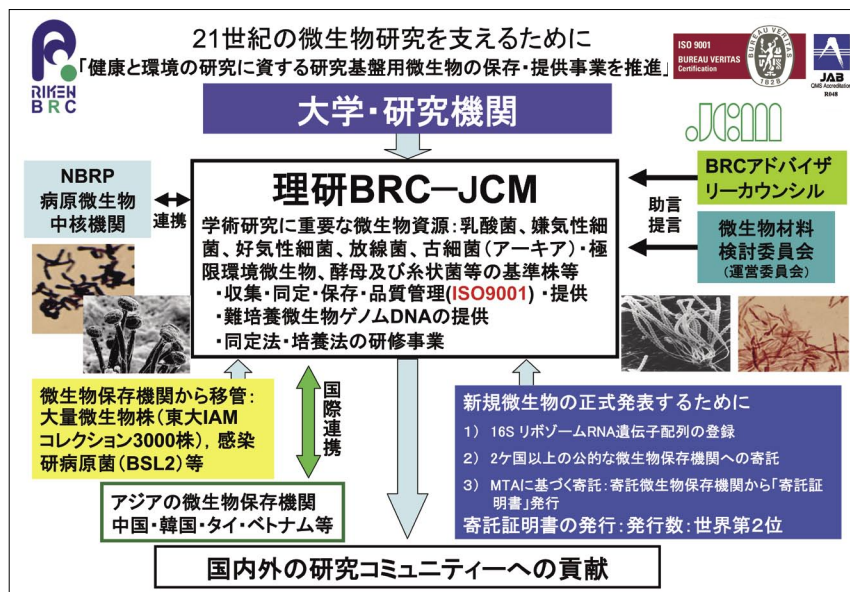 21世紀の微生物研究を支えるために
「健康と環境の研究に資する研究基盤用微生物の保存・提供事業を推進」
RIKEN
BRC
ISO 9001
BUREAU VERITAS
Certification
BUREAU VERITAS
1828
JAB
QMS Accreditation
R048
大学・研究機関
JCM
NBRP
病原微生物
中核機関
連携
理研BRC－JCM
学術研究に重要な微生物資源：乳酸菌、嫌気性細
菌、好気性細菌、放線菌、古細菌（アーキア）・極
限環境微生物、酵母及び糸状菌等の基準株等
・収集・同定・保存・品質管理(ISO9001)・提供
・難培養微生物ゲノムDNAの提供
・同定法・培養法の研修事業
BRCアドバイザ
リーカウンシル
助言
提言
微生物材料
検討委員会
（運営委員会）
微生物保存機関から移管：
大量微生物株（東大IAM
コレクション3000株），感染
研病原菌（BSL2）等
国際連携
アジアの微生物保存機関
中国・韓国・タイ・ベトナム等
新規微生物の正式発表するために
1） 16S リボゾームRNA遺伝子配列の登録
2） 2ケ国以上の公的な微生物保存機関への寄託
3） MTAに基づく寄託：寄託微生物保存機関から「寄託証
明書」発行
寄託証明書の発行：発行数：世界第2位
国内外の研究コミュニティーへの貢献